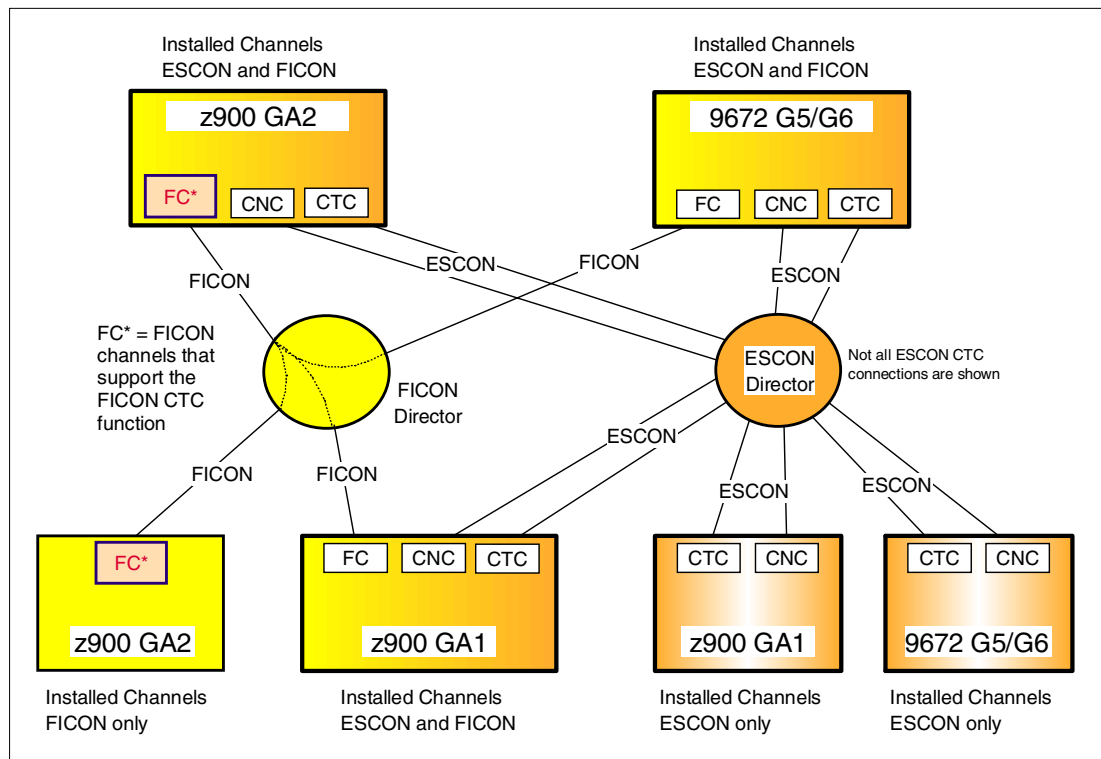 Installed Channels
ESCON and FICON
Installed Channels
ESCON and FICON
z900 GA2
9672 G5/G6
FC*
CNC
CTC
FC
CNC
CTC
FICON
ESCON
FICON
ESCON
FC* = FICON
channels that
support the
FICON CTC
function
FICON
Director
ESCON
Director
Not all ESCON CTC
connections are shown
FICON
FICON
ESCON
ESCON
ESCON
FC*
FC
CNC
CTC
CTC
CNC
CTC
CNC
z900 GA2
z900 GA1
z900 GA1
9672 G5/G6
Installed Channels
FICON only
Installed Channels
ESCON and FICON
Installed Channels
ESCON only
Installed Channels
ESCON only